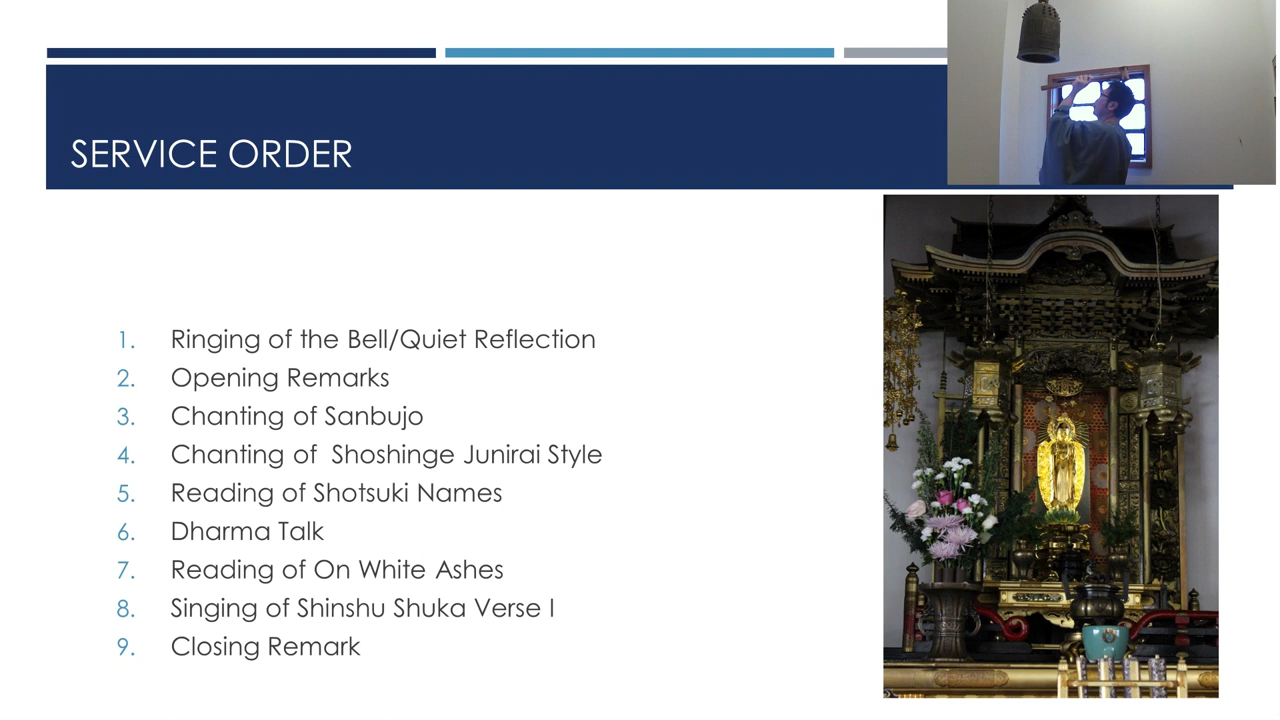 SERVICE ORDER
1. Ringing of the Bell/Quiet Reflection
2. Opening Remarks
3. Chanting of Sanbujo
4. Chanting of  Shoshinge Junirai Style
5. Reading of Shotsuki Names
6. Dharma Talk
7. Reading of On White Ashes
8. Singing of Shinshu Shuka Verse I
9. Closing Remark